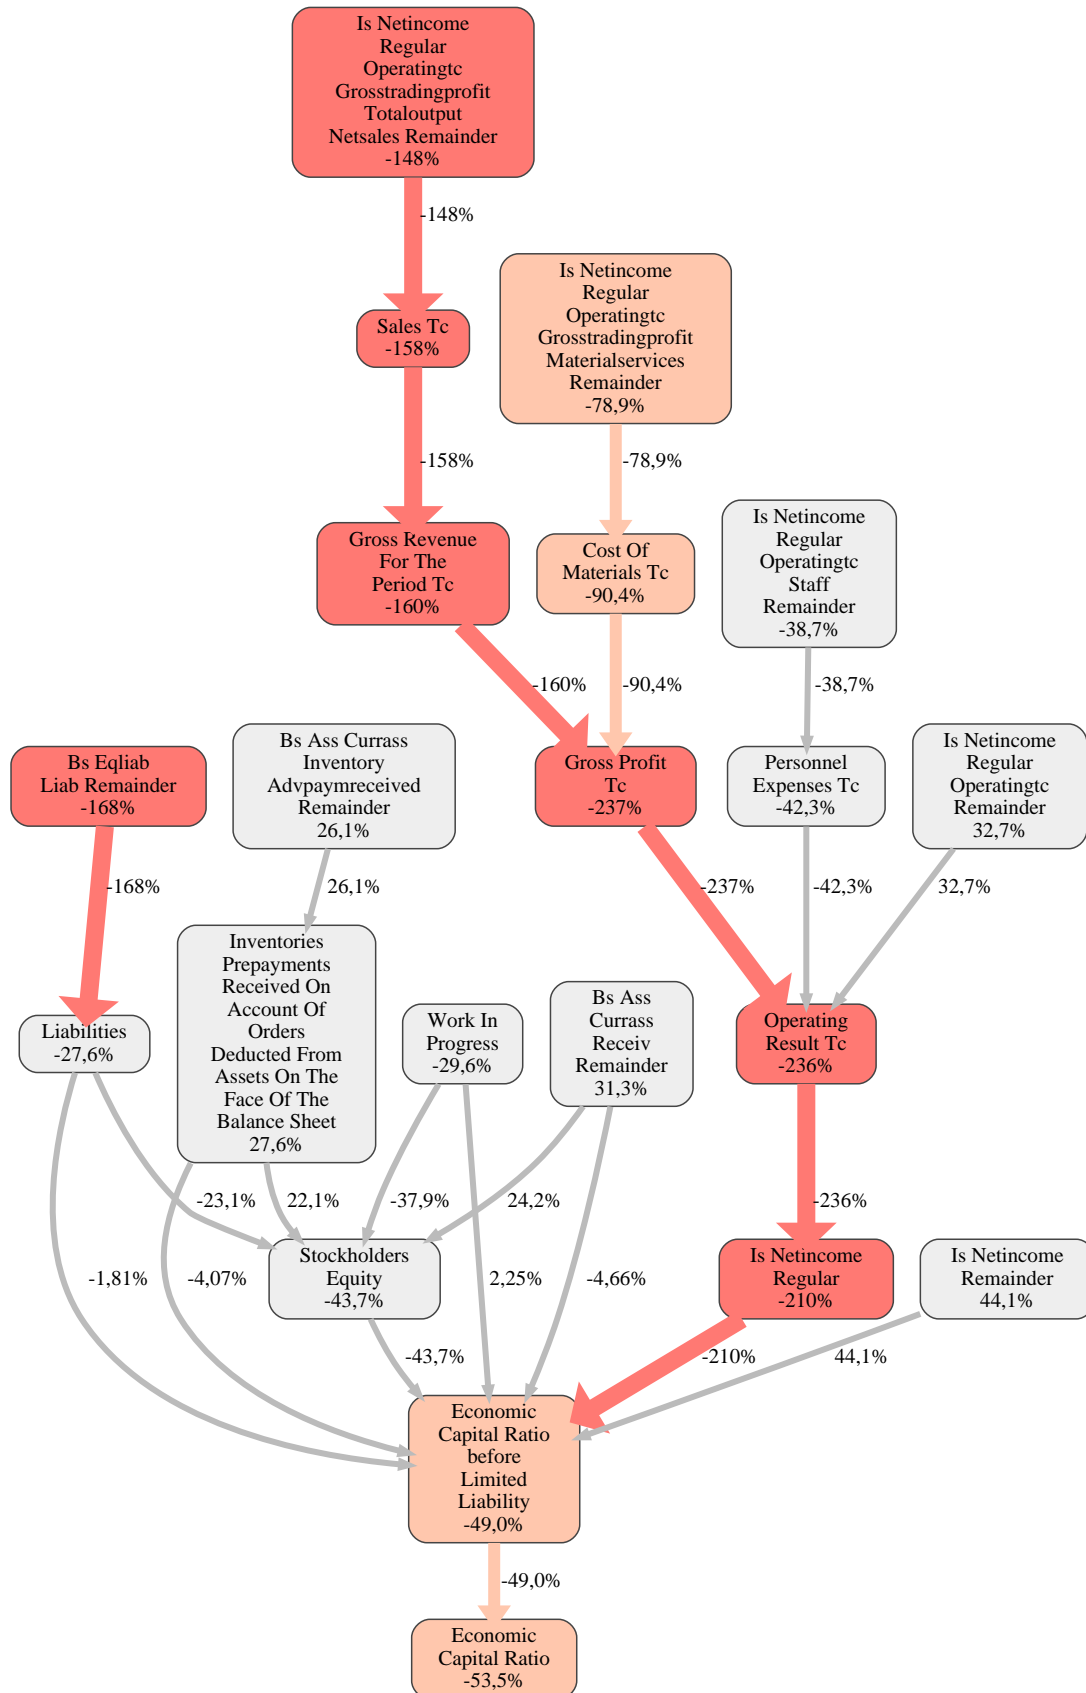 Is Netincome
Regular
Operatingtc
Grosstradingprofit
Totaloutput
Netsales Remainder
-148%
-148%
Is Netincome
Regular
Operatingtc
Grosstradingprofit
Materialservices
Remainder
-78,9%
Sales Tc
-158%
-158%
-78,9%
Is Netincome
Regular
Operatingtc
Staff
Remainder
-38,7%
Gross Revenue
For The
Period Tc
-160%
Cost Of
Materials Tc
-90,4%
-160%
-90,4%
-38,7%
Bs Eqliab
Liab Remainder
-168%
Bs Ass Currass
Inventory
Advpaymreceived
Remainder
26,1%
Gross Profit
Tc
-237%
Personnel
Expenses Tc
-42,3%
Is Netincome
Regular
Operatingtc
Remainder
32,7%
-168%
26,1%
-237%
-42,3%
32,7%
Liabilities
-27,6%
Inventories
Prepayments
Received On
Account Of
Orders
Deducted From
Assets On The
Face Of The
Balance Sheet
27,6%
Work In
Progress
-29,6%
Bs Ass
Currass
Receiv
Remainder
31,3%
Operating
Result Tc
-236%
-23,1%
22,1%
-37,9%
24,2%
-236%
Stockholders
Equity
-43,7%
Is Netincome
Regular
-210%
Is Netincome
Remainder
44,1%
-1,81%
-4,07%
2,25%
-4,66%
-43,7%
-210%
44,1%
Economic
Capital Ratio
before
Limited
Liability
-49,0%
-49,0%
Economic
Capital Ratio
-53,5%